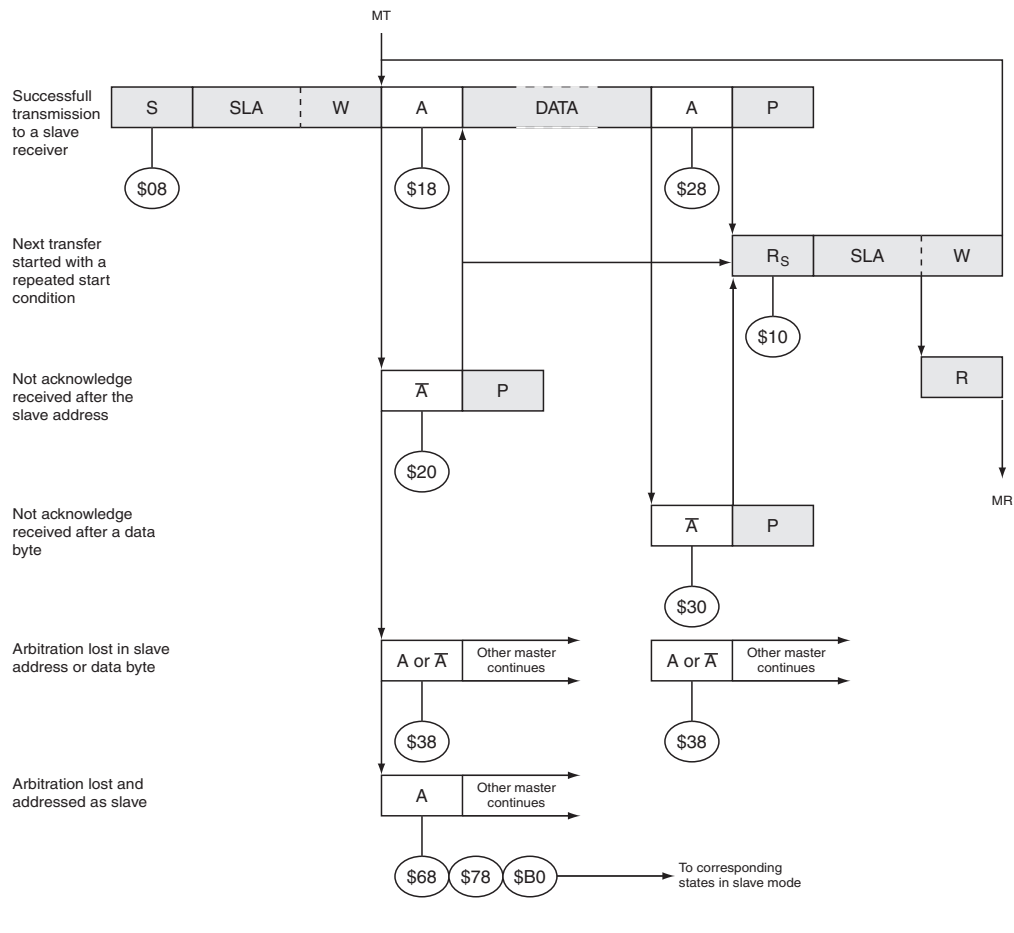 MT
Successfull
transmission
to a slave
receiver
S SLA W A DATA A P
$08 $18 $28
Next transfer
started with a
repeated start
condition
RS SLA W
$10
Not acknowledge
received after the
slave address
A̅ P
R
$20
MR
Not acknowledge
received after a data
byte
A̅ P
$30
Arbitration lost in slave
address or data byte
A or A̅ Other master
continues
A or A̅ Other master
continues
$38 $38
Arbitration lost and
addressed as slave
A Other master
continues
$68 $78 $B0 To corresponding
states in slave mode